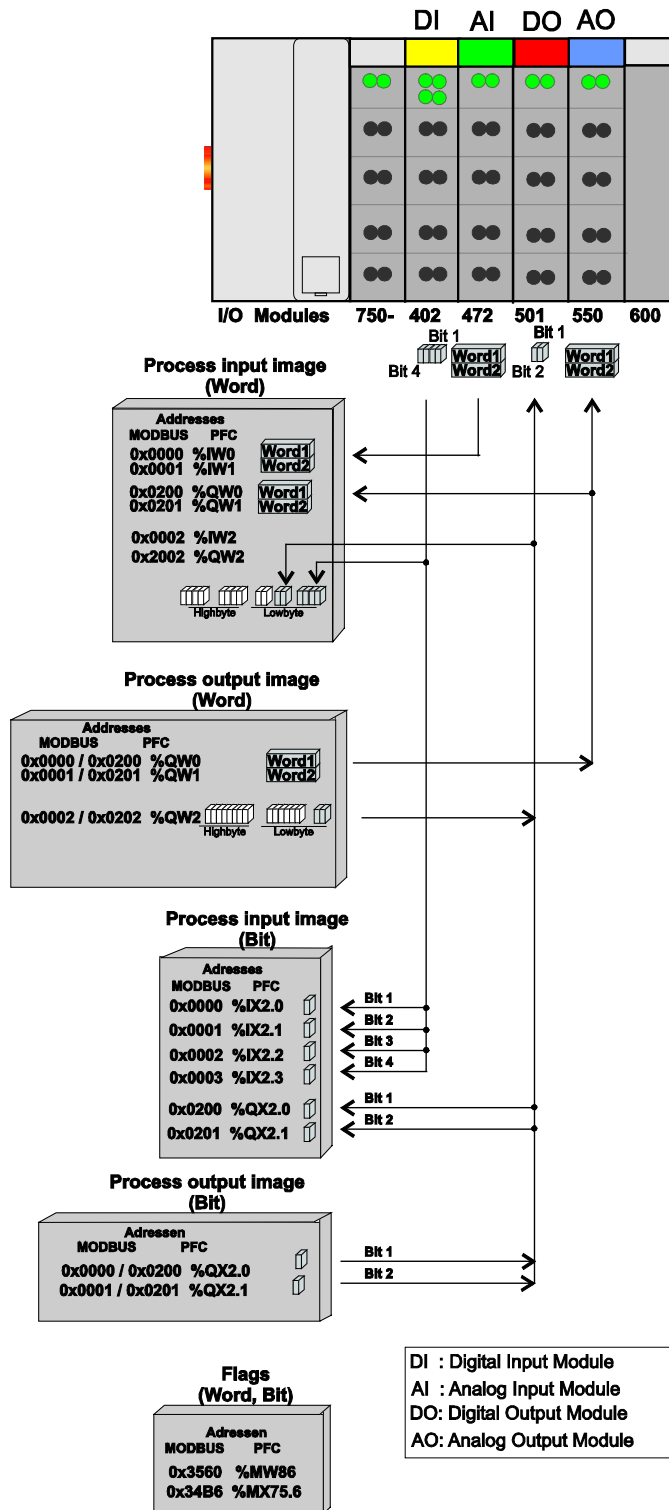 DI AI DO AO
I/O Modules 750- 402 472 501 550 600
Bit 1 Bit 1
Bit 4 Word1 Bit 2 Word1
Word2 Word2
Process input image
(Word)
Addresses
MODBUS PFC
0x0000 %IW0 Word1
0x0001 %IW1 Word2
0x0200 %QW0 Word1
0x0201 %QW1 Word2
0x0002 %IW2
0x2002 %QW2
Highbyte Lowbyte
Process output image
(Word)
Addresses
MODBUS PFC
0x0000 / 0x0200 %QW0 Word1
0x0001 / 0x0201 %QW1 Word2
0x0002 / 0x0202 %QW2
Highbyte Lowbyte
Process input image
(Bit)
Adresses
MODBUS PFC
0x0000 %IX2.0 Bit 1
0x0001 %IX2.1 Bit 2
0x0002 %IX2.2 Bit 3
0x0003 %IX2.3 Bit 4
0x0200 %QX2.0 Bit 1
0x0201 %QX2.1 Bit 2
Process output image
(Bit)
Adressen
MODBUS PFC
0x0000 / 0x0200 %QX2.0 Bit 1
0x0001 / 0x0201 %QX2.1 Bit 2
Flags
(Word, Bit)
Adressen
MODBUS PFC
0x3560 %MW86
0x34B6 %MX75.6
DI : Digital Input Module
AI : Analog Input Module
DO: Digital Output Module
AO: Analog Output Module